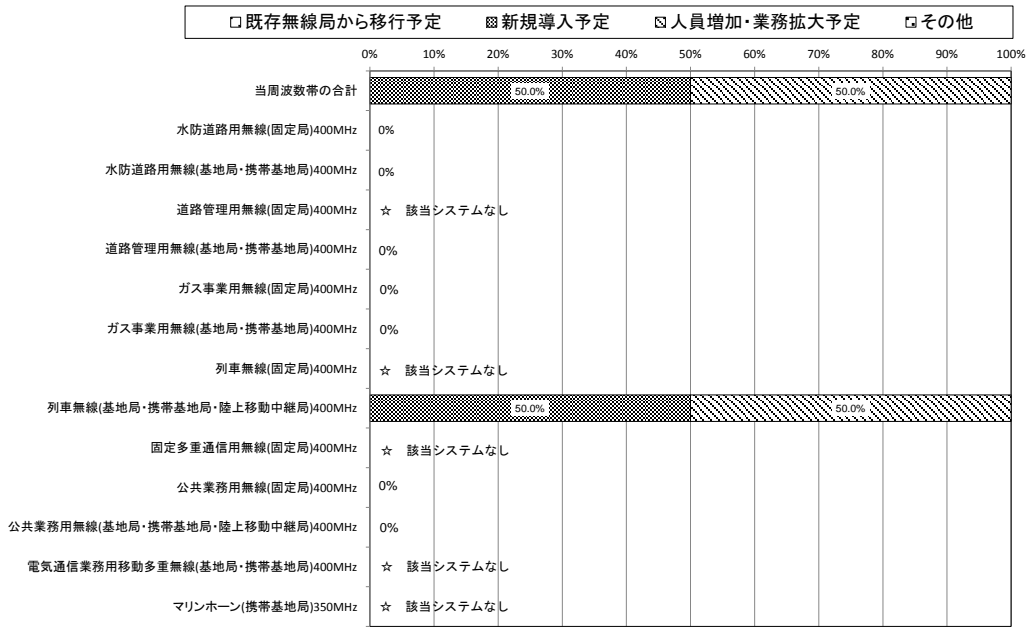 既存無線局から移行予定 新規導入予定 人員増加・業務拡大予定 その他
0% 10% 20% 30% 40% 50% 60% 70% 80% 90% 100%
当周波数帯の合計 50.0% 50.0%
水防道路用無線(固定局)400MHz 0%
水防道路用無線(基地局・携帯基地局)400MHz 0%
道路管理用無線(固定局)400MHz ☆ 該当システムなし
道路管理用無線(基地局・携帯基地局)400MHz 0%
ガス事業用無線(固定局)400MHz 0%
ガス事業用無線(基地局・携帯基地局)400MHz 0%
列車無線(固定局)400MHz ☆ 該当システムなし
列車無線(基地局・携帯基地局・陸上移動中継局)400MHz 50.0% 50.0%
固定多重通信用無線(固定局)400MHz ☆ 該当システムなし
公共業務用無線(固定局)400MHz 0%
公共業務用無線(基地局・携帯基地局・陸上移動中継局)400MHz 0%
電気通信業務用移動多重無線(基地局・携帯基地局)400MHz ☆ 該当システムなし
マリンホーン(携帯基地局)350MHz ☆ 該当システムなし